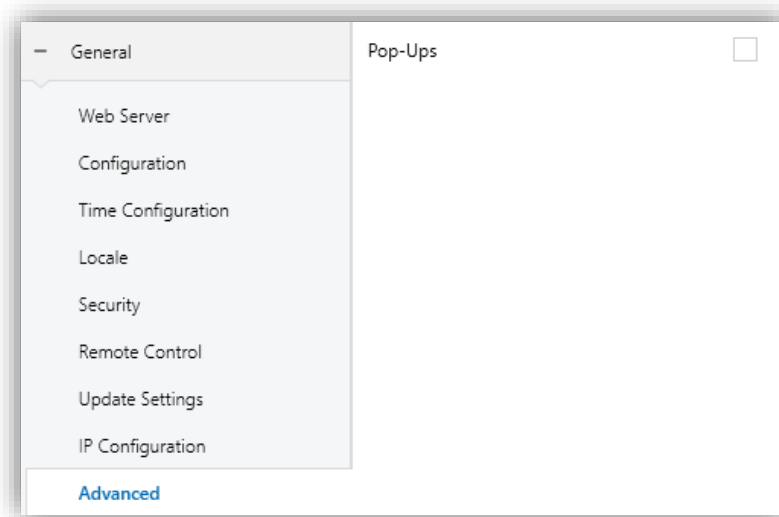 General
Web Server
Configuration
Time Configuration
Locale
Security
Remote Control
Update Settings
IP Configuration
Advanced
Pop-Ups